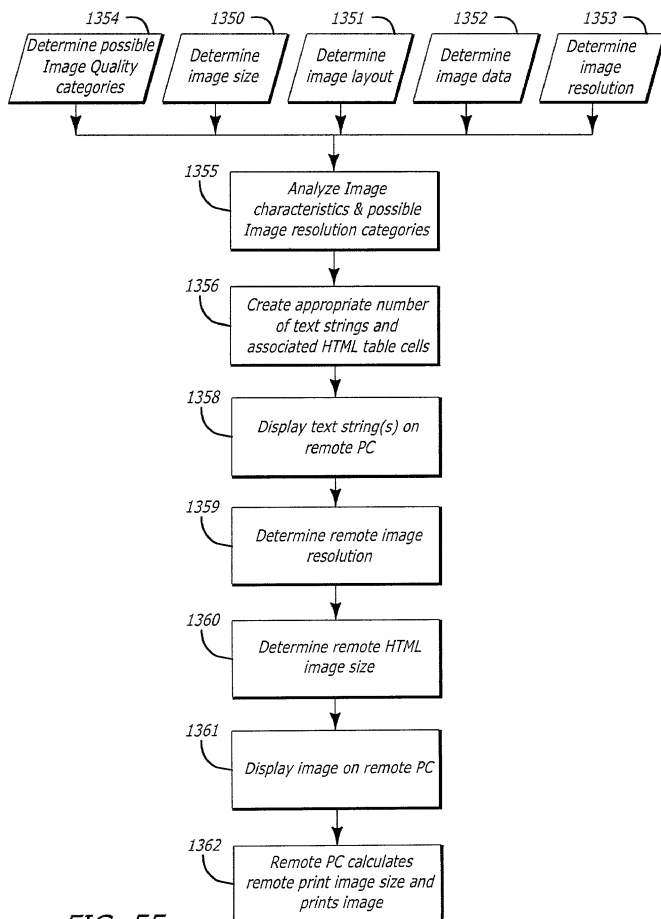 1354
1350
1351
1352
1353
Determine possible
Image Quality
categories
Determine
image size
Determine
image layout
Determine
image data
Determine
image
resolution
1355
Analyze Image
characteristics & possible
Image resolution categories
1356
Create appropriate number
of text strings and
associated HTML table cells
1358
Display text string(s) on
remote PC
1359
Determine remote image
resolution
1360
Determine remote HTML
image size
1361
Display image on remote PC
1362
Remote PC calculates
remote print image size and
prints image
FIG. 55